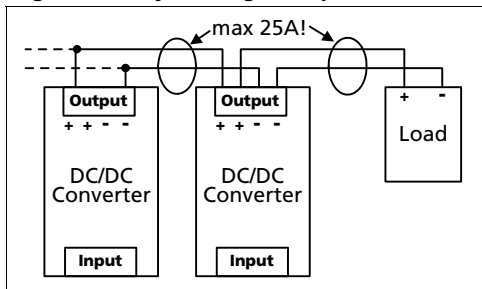 max 25A!
Output
Output
+ + - -
+ + - -
+ -
Load
DC/DC
Converter
DC/DC
Converter
Input
Input